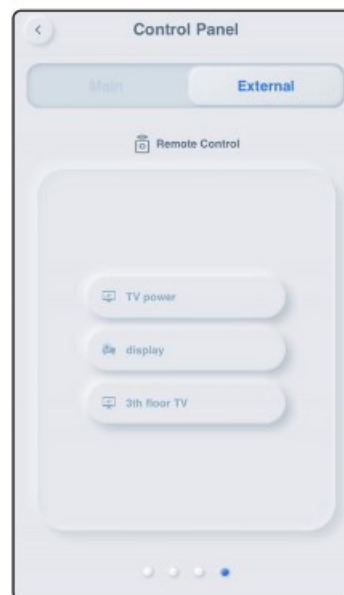 Control Panel
Main
External
Remote Control
TV power
display
3th floor TV